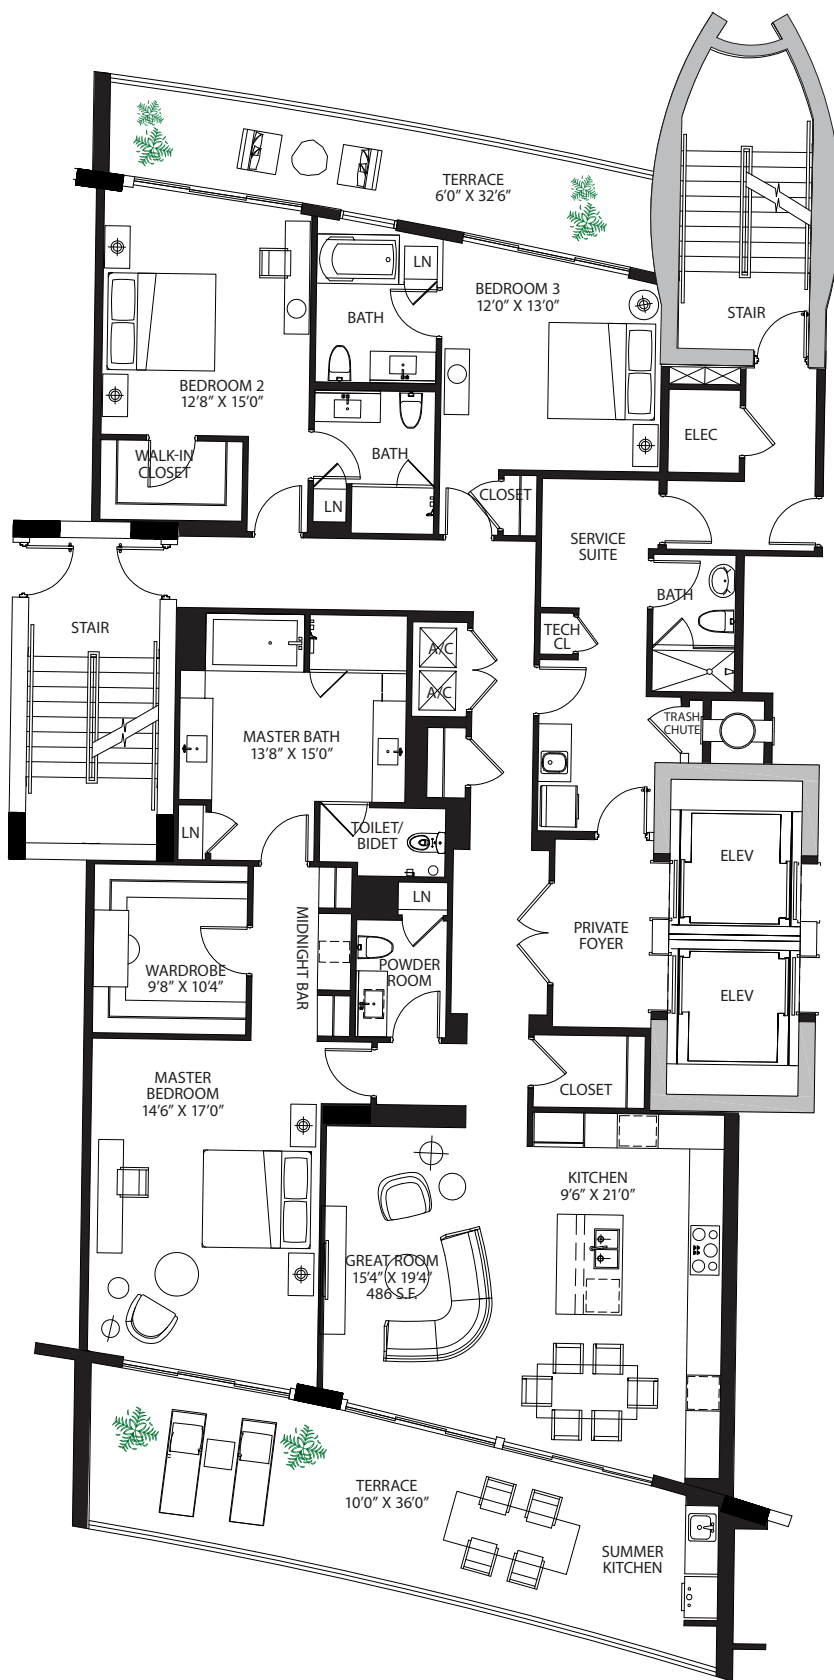 TERRACE
6’0” X 32’6”
LN
BEDROOM 3
12’0” X 13’0”
STAIR
BATH
BEDROOM 2
12’8” X 15’0”
ELEC
WALK-IN
CLOSET
BATH
LN
CLOSET
SERVICE
SUITE
BATH
STAIR
TECH
CL
A/C
A/C
MASTER BATH
13’8” X 15’0”
TRASH
CHUTE
LN
TOILET/
BIDET
ELEV
LN
MIDNIGHT BAR
PRIVATE
FOYER
WARDROBE
9’8” X 10’4”
POWDER
ROOM
ELEV
MASTER
BEDROOM
14’6” X 17’0”
CLOSET
KITCHEN
9’6” X 21’0”
GREAT ROOM
15’4” X 19’4”
486 S.F.
TERRACE
10’0” X 36’0”
SUMMER
KITCHEN